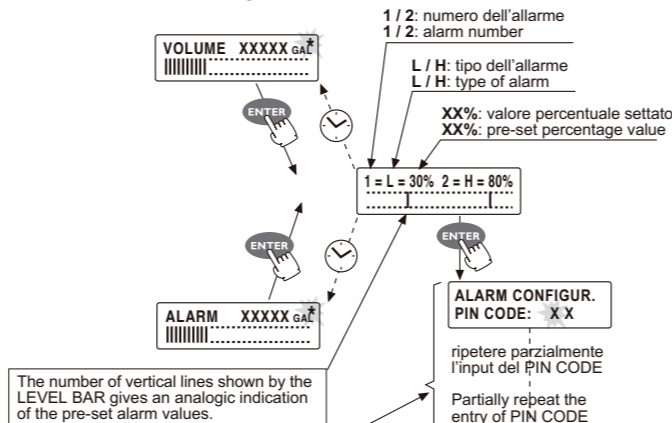 1 / 2: numero dell'allarme
1 / 2: alarm number
VOLUME XXXXX GAL*
L / H: tipo dell'allarme
L / H: type of alarm
ENTER
XX%: valore percentuale settato
XX%: pre-set percentage value
1 = L = 30% 2 = H = 80%
ENTER
ENTER
ALARM CONFIGUR.
PIN CODE: X X
ALARM XXXXX GAL*
ripetere parzialmente
l'input del PIN CODE
The number of vertical lines shown by the
LEVEL BAR gives an analogic indication
of the pre-set alarm values.
Partially repeat the
entry of PIN CODE